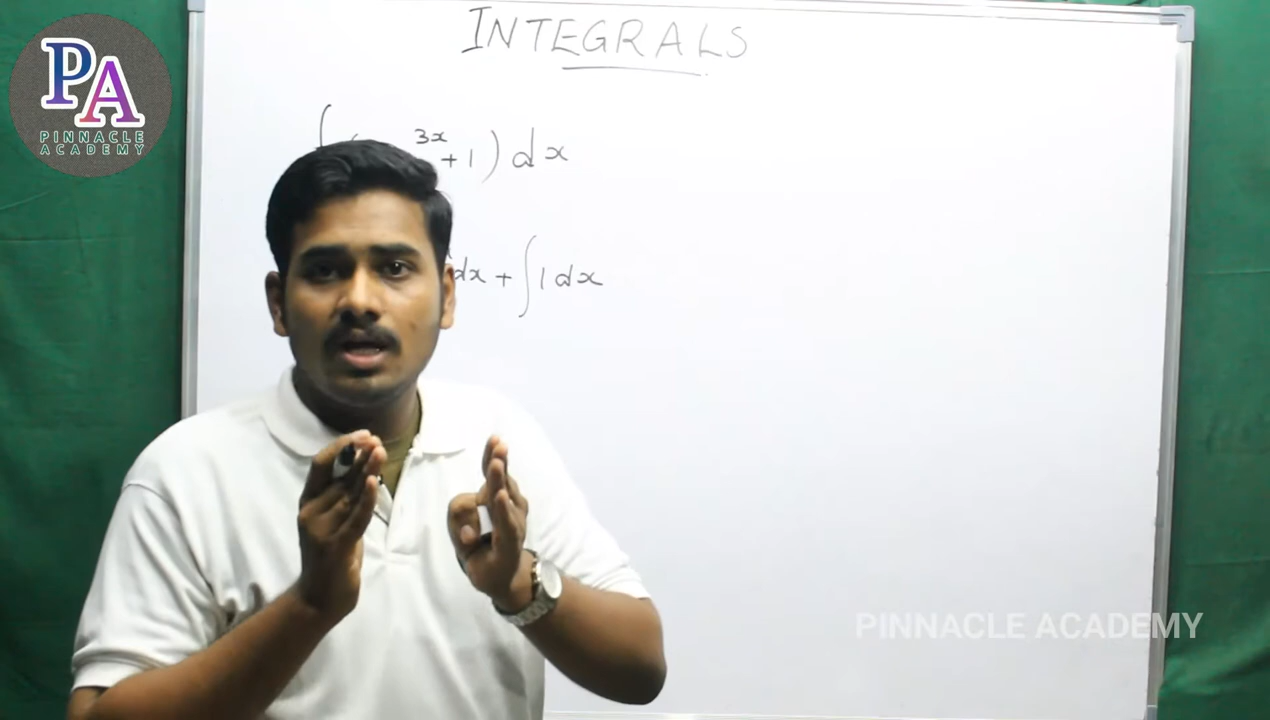 PA
PINNACLE
ACADEMY
INTEGRALS
∫ ( 3x + 1 ) dx
dx + ∫ 1 dx
PINNACLE ACADEMY